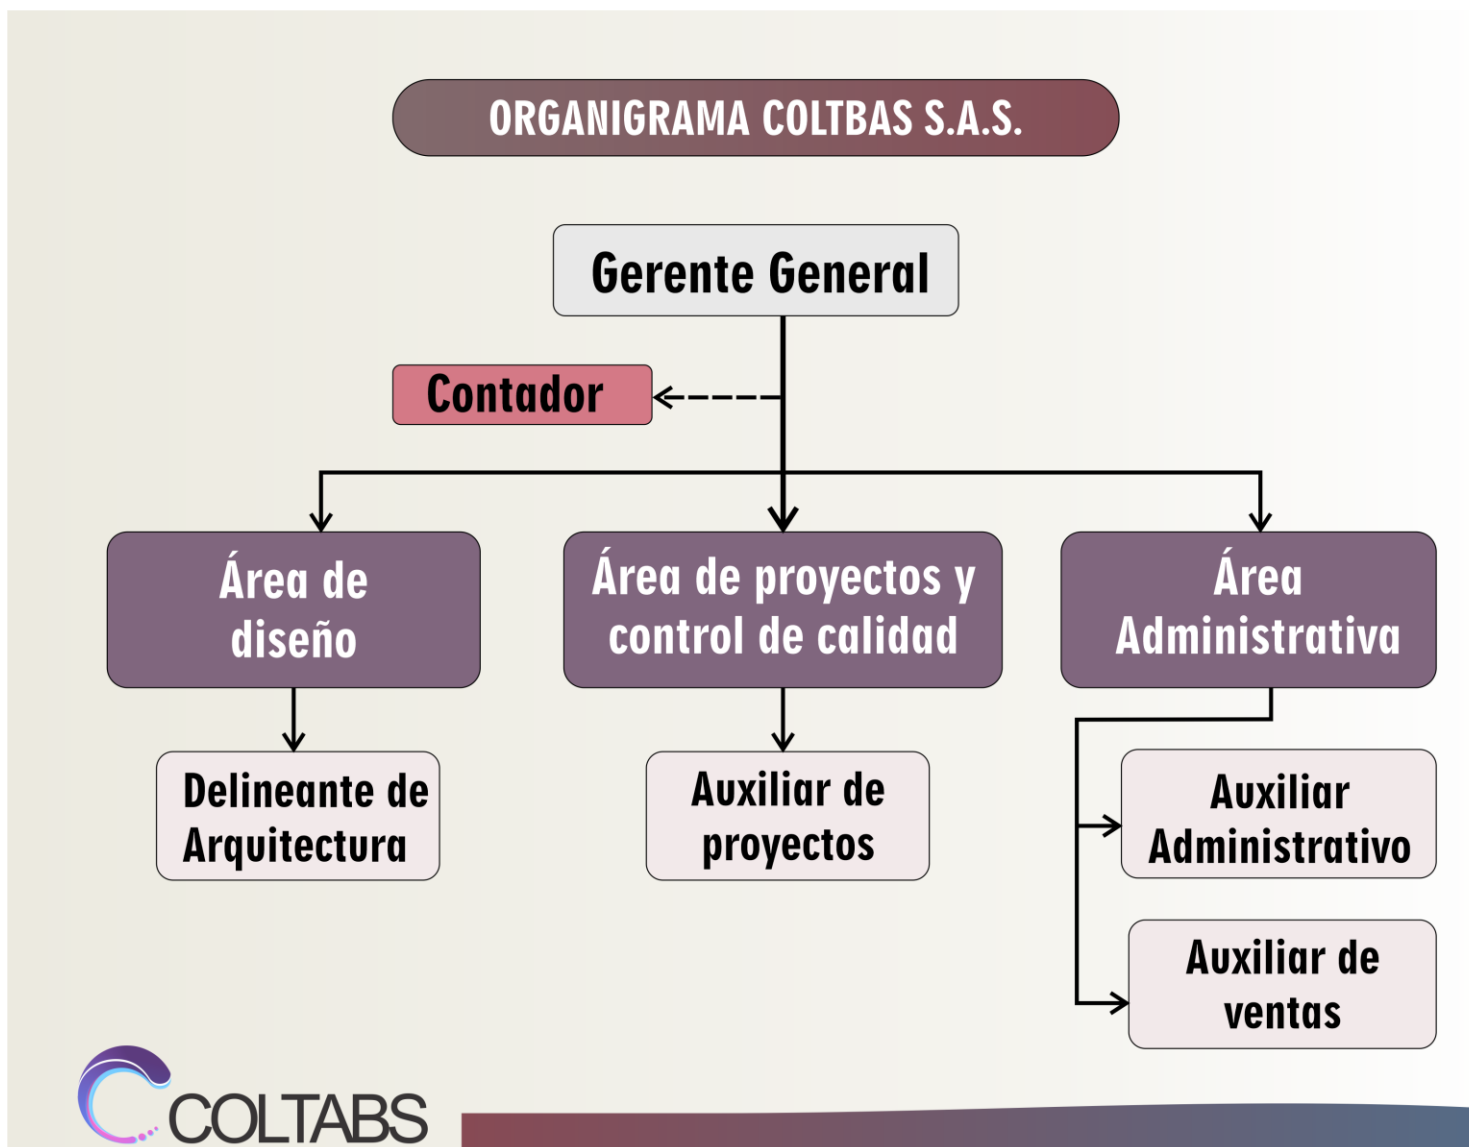 ORGANIGRAMA COLTBAS S.A.S.
Gerente General
Contador
Área de
diseño
Área de proyectos y
control de calidad
Área
Administrativa
Delineante de
Arquitectura
Auxiliar de
proyectos
Auxiliar
Administrativo
Auxiliar de
ventas
COLTABS